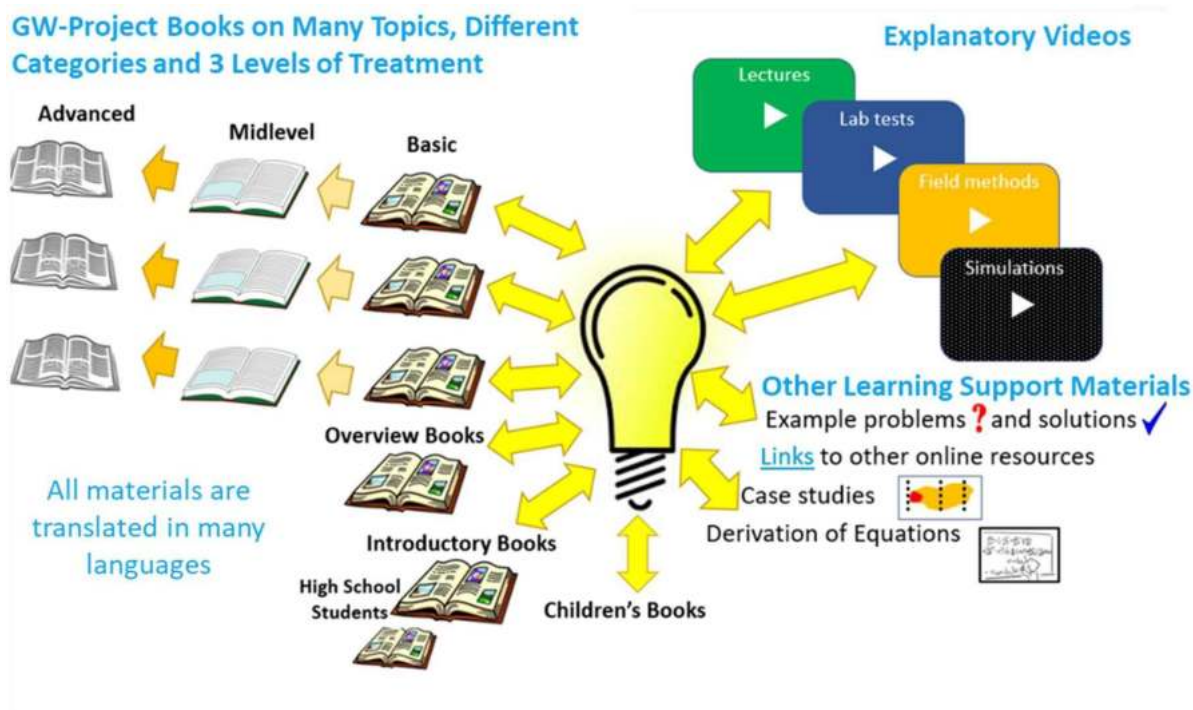 GW-Project Books on Many Topics, Different
Categories and 3 Levels of Treatment
Advanced
Midlevel
Basic
Overview Books
All materials are
translated in many
languages
Introductory Books
High School
Students
Children's Books
Explanatory Videos
Lectures
Lab tests
Field methods
Simulations
Other Learning Support Materials
Example problems ? and solutions ✓
Links to other online resources
Case studies
Derivation of Equations